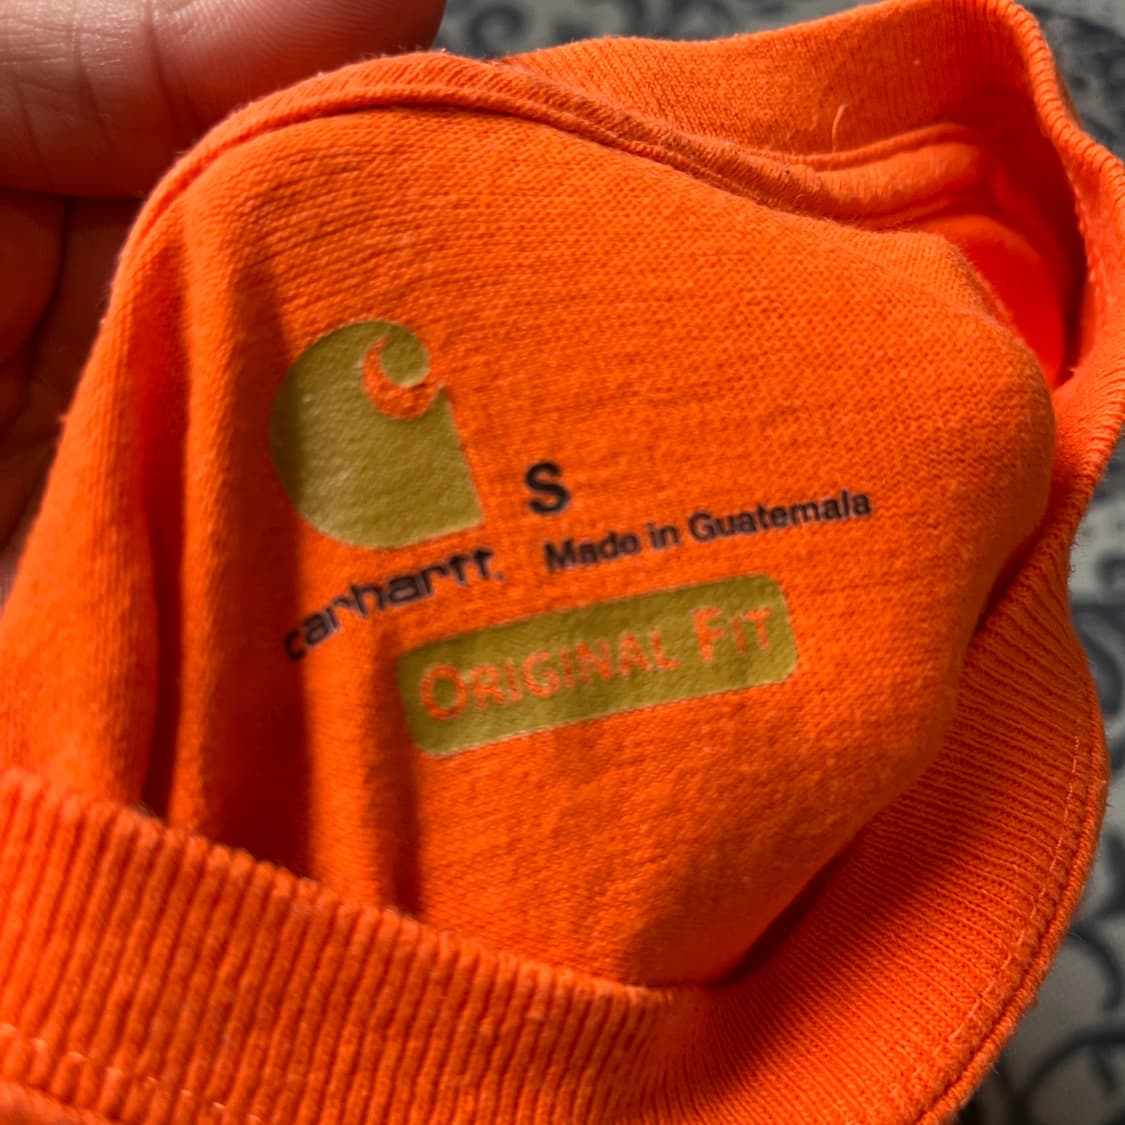 S
Made in Guatemala
carhartt.
ORIGINAL FIT